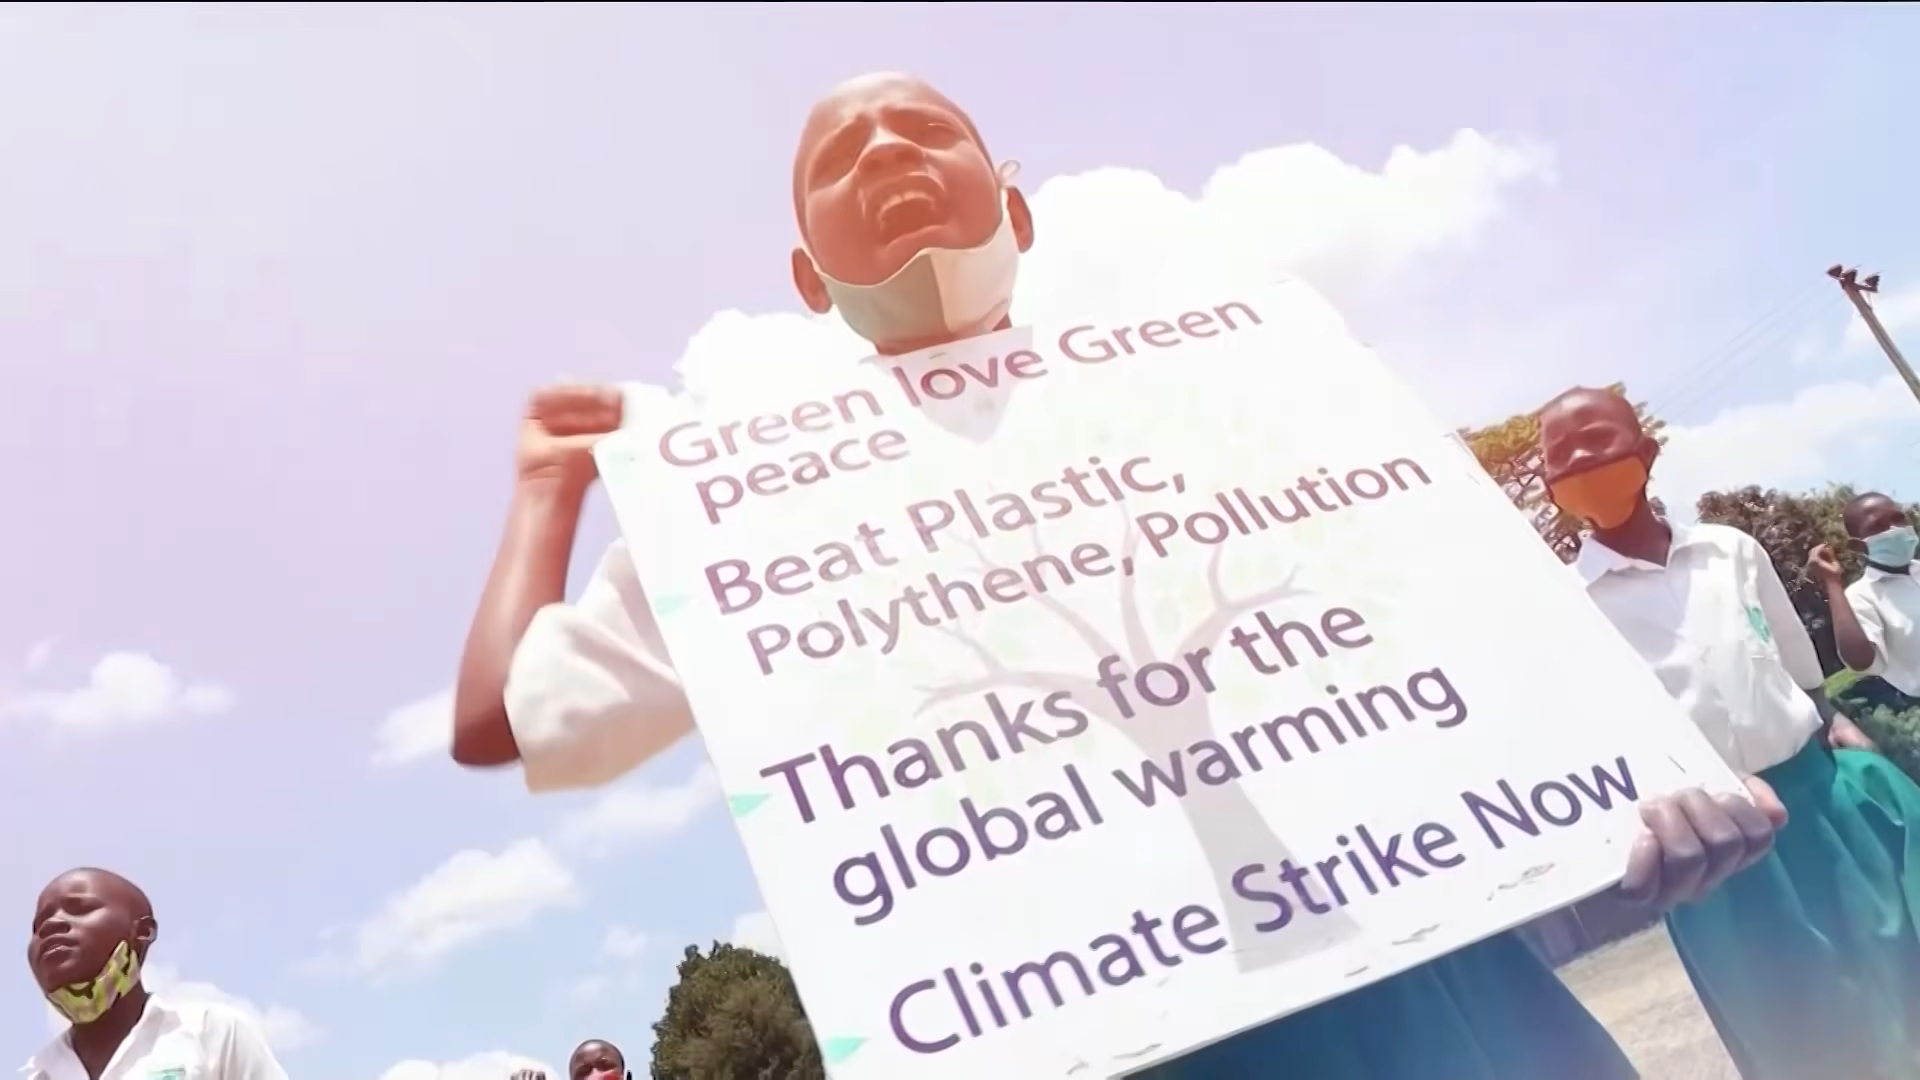 Green love Green
peace
Beat Plastic,
Polythene, Pollution
Thanks for the
global warming
Climate Strike Now